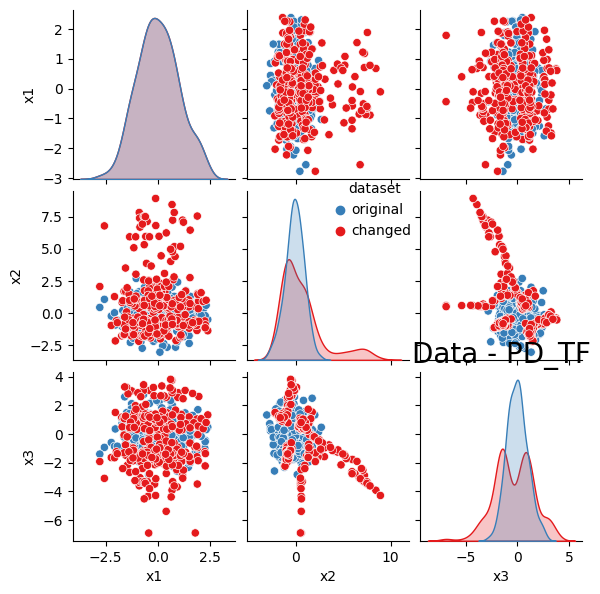 x1
2
1
0
−1
−2
−3
dataset
original
changed
x2
7.5
5.0
2.5
0.0
−2.5
Data - PD_TF
x3
4
2
0
−2
−4
−6
−2.5 0.0 2.5
0 10
−5 0 5
x1 x2 x3